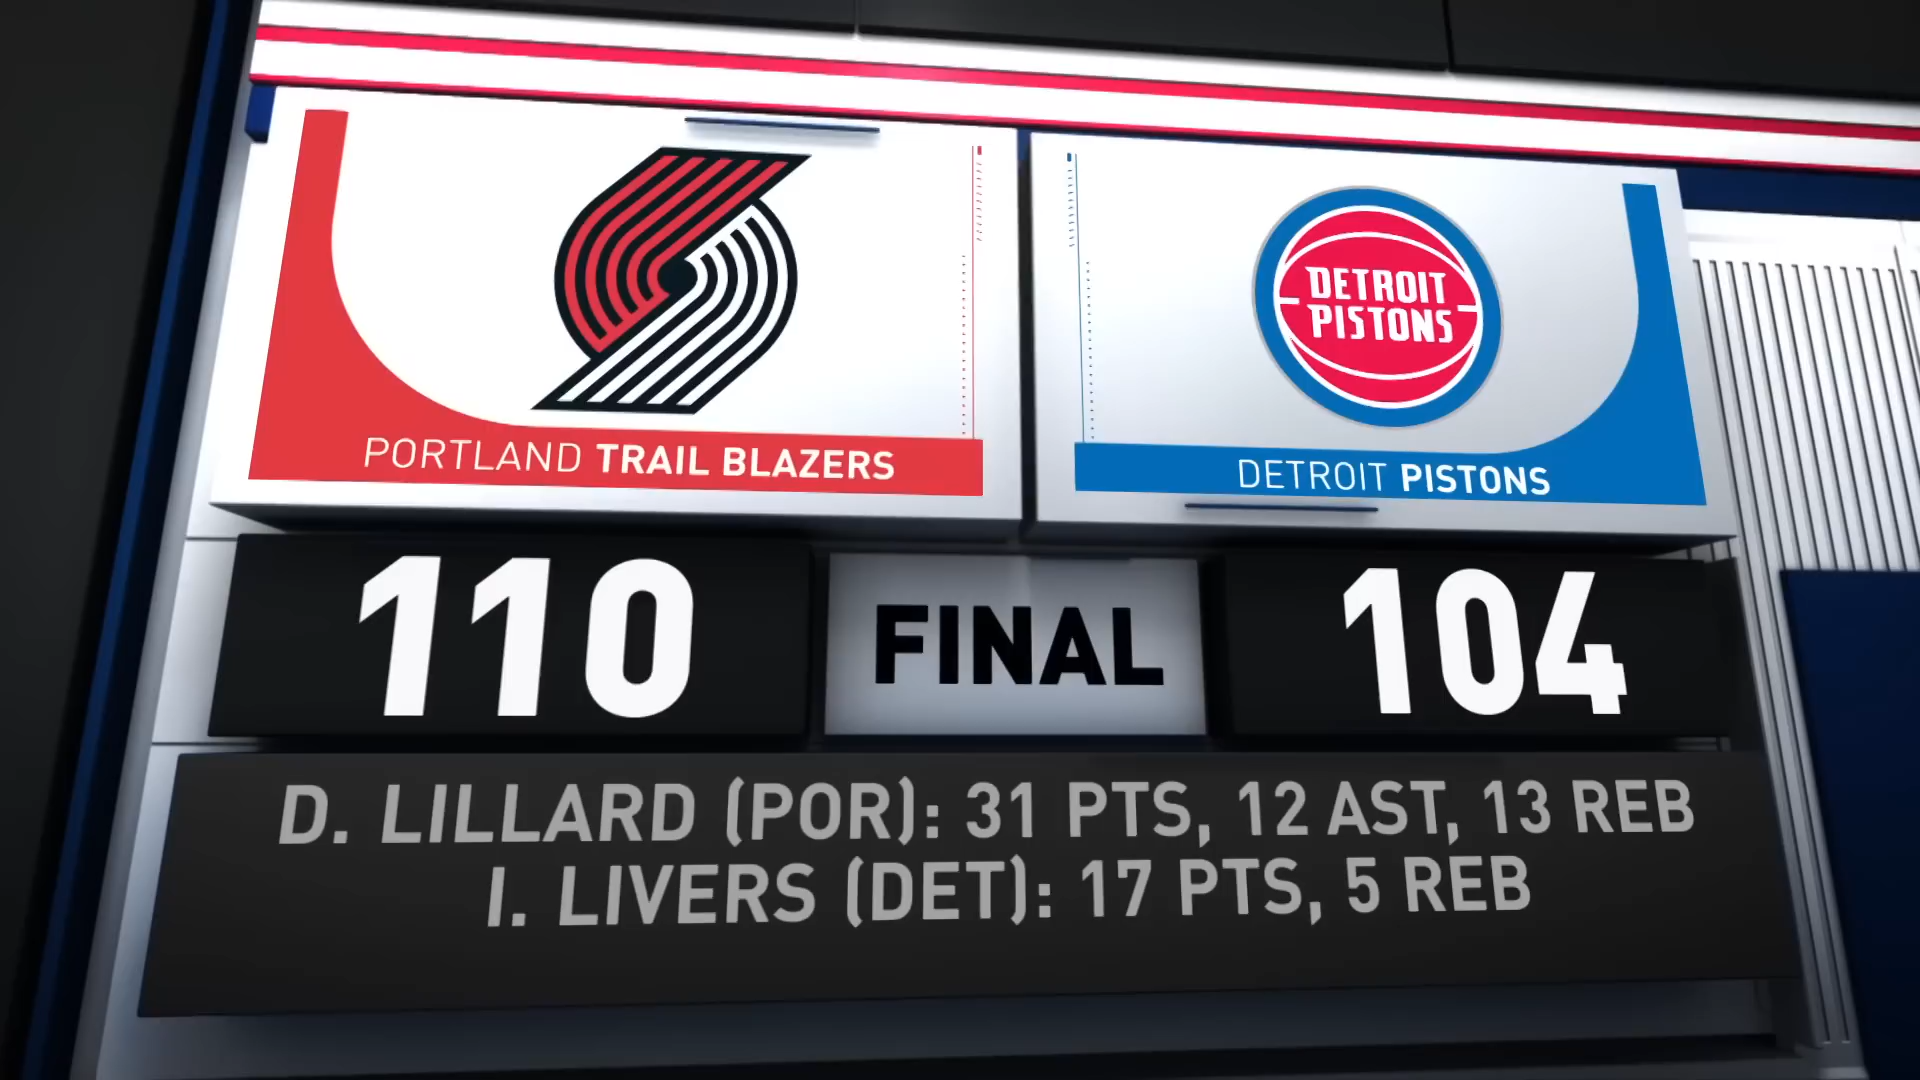 DETROIT
PISTONS
PORTLAND TRAIL BLAZERS
DETROIT PISTONS
110
FINAL
104
D. LILLARD (POR): 31 PTS, 12 AST, 13 REB
I. LIVERS (DET): 17 PTS, 5 REB